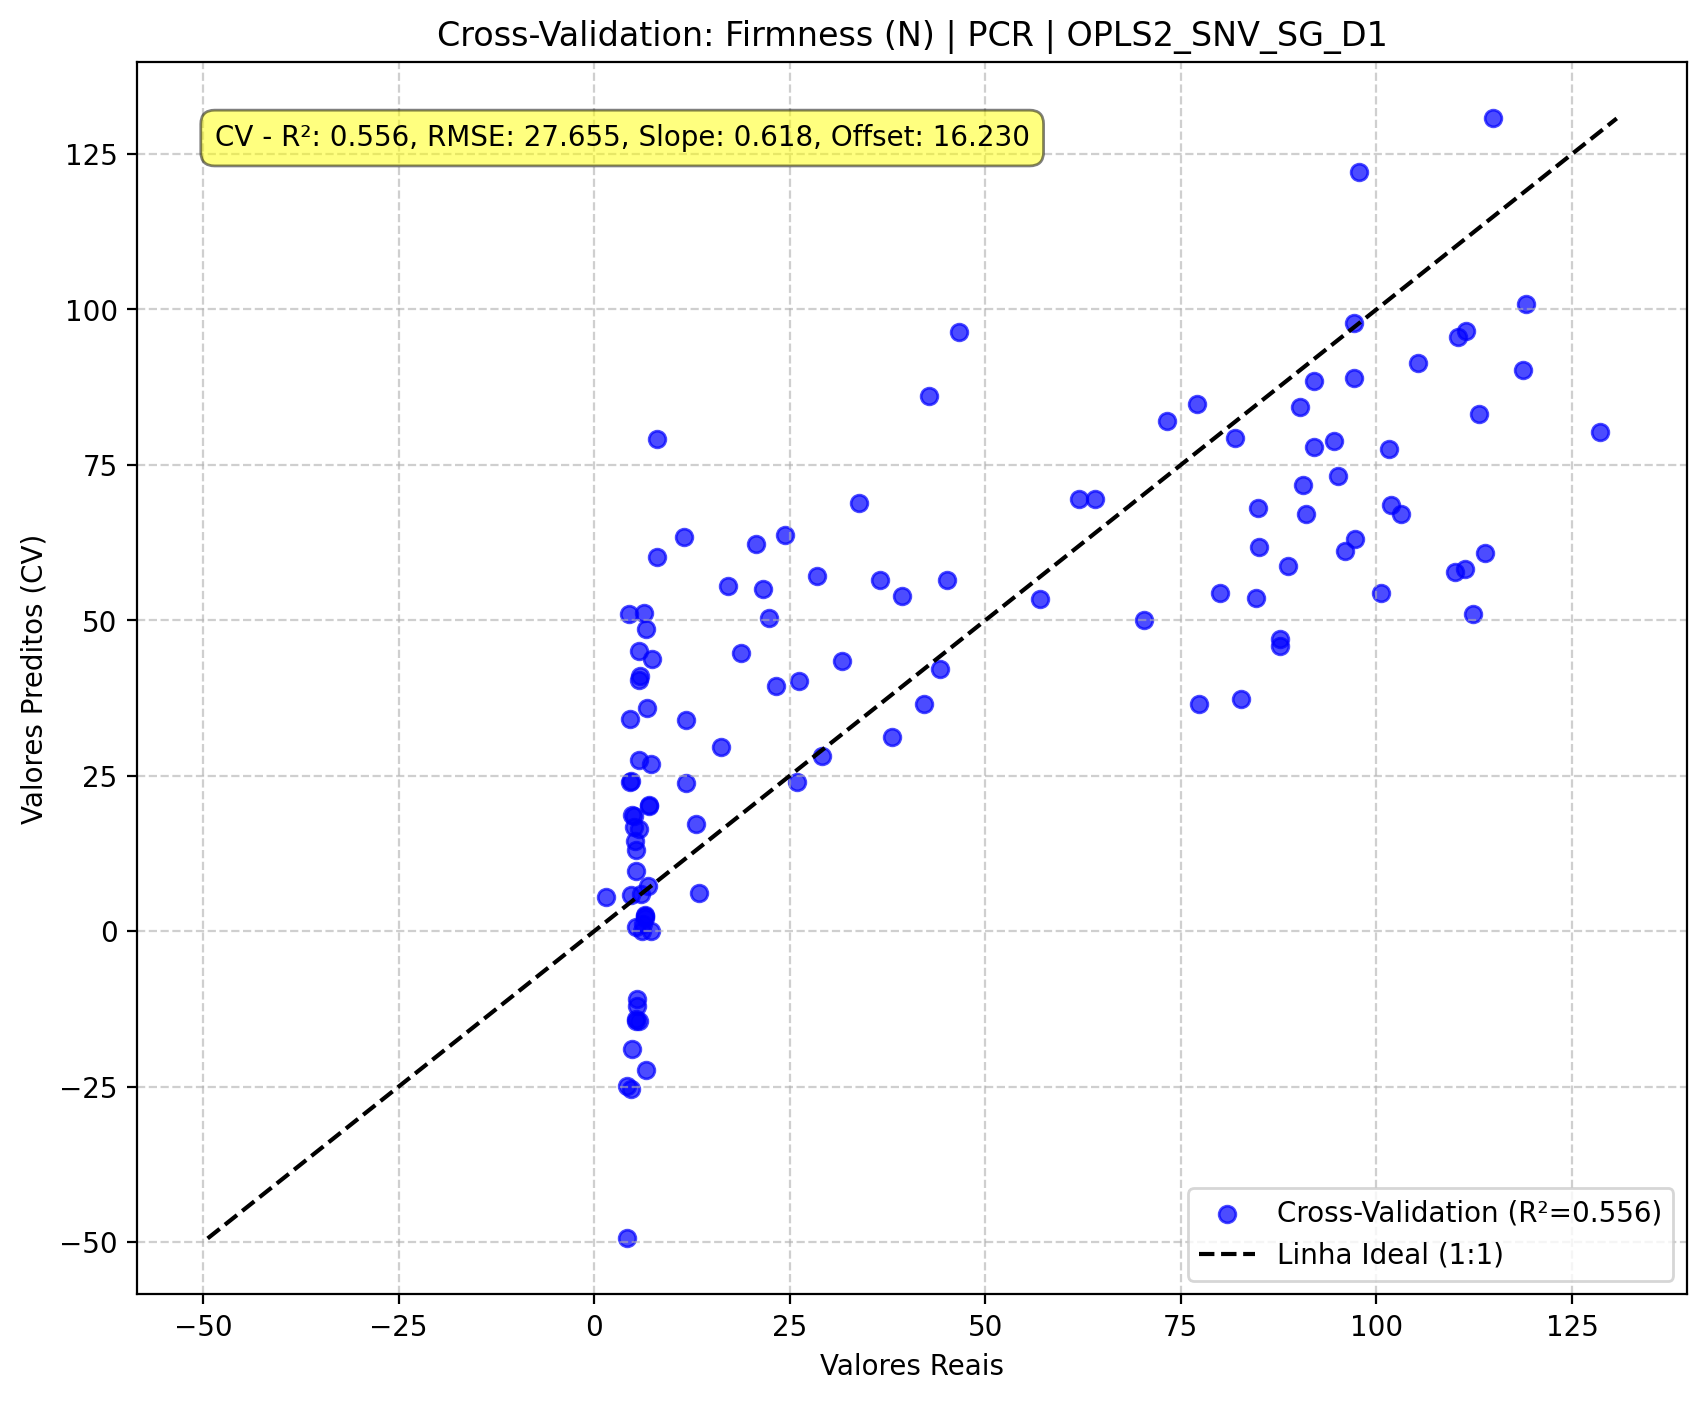 Cross-Validation: Firmness (N) | PCR | OPLS2_SNV_SG_D1
CV - R²: 0.556, RMSE: 27.655, Slope: 0.618, Offset: 16.230
Valores Preditos (CV)
125
100
75
50
25
0
−25
−50
Cross-Validation (R²=0.556)
Linha Ideal (1:1)
−50 −25 0 25 50 75 100 125
Valores Reais